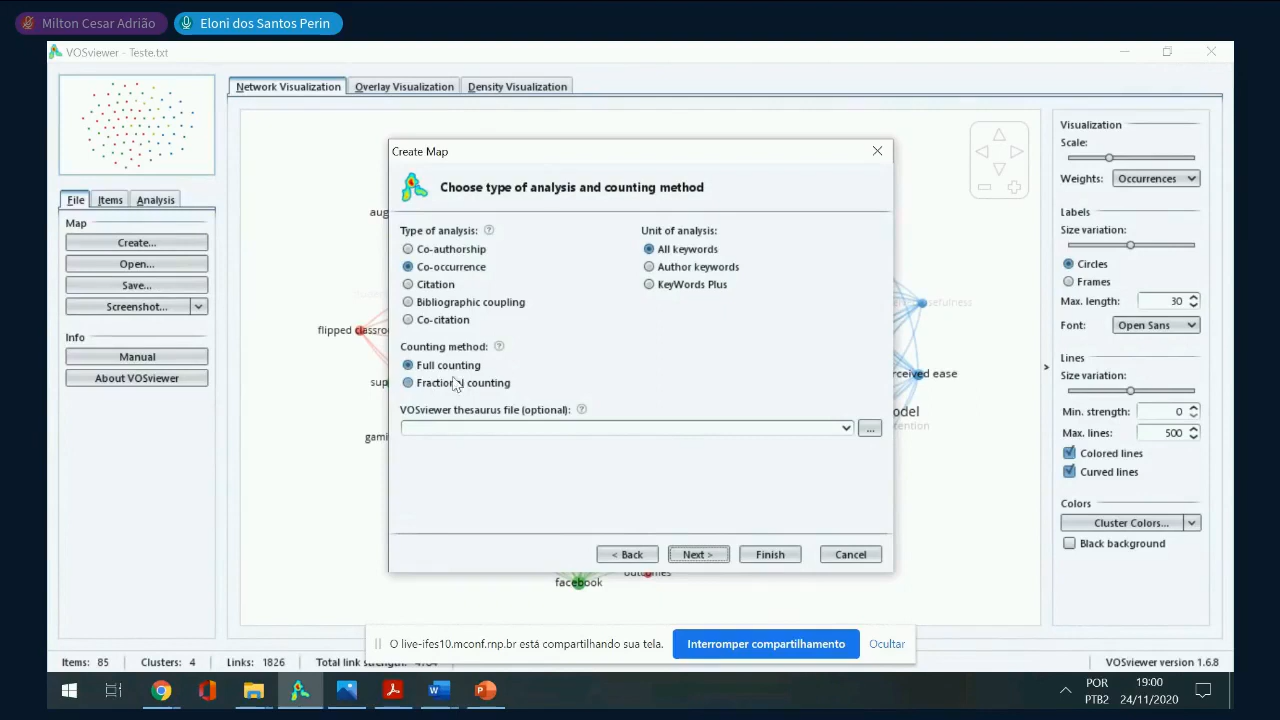 Milton Cesar Adrião
Eloni dos Santos Perin
VOSviewer - Teste.txt
Network Visualization
Overlay Visualization
Density Visualization
File
Items
Analysis
Map
Create...
Open...
Save...
Screenshot...
Info
Manual
About VOSviewer
aug
flipped classroo
sup
gami
facebook
outcomes
usefulness
rceived ease
odel
ntention
Create Map
Choose type of analysis and counting method
Type of analysis:
Co-authorship
Co-occurrence
Citation
Bibliographic coupling
Co-citation
Unit of analysis:
All keywords
Author keywords
KeyWords Plus
Counting method:
Full counting
Fractional counting
VOSviewer thesaurus file (optional):
...
< Back
Next >
Finish
Cancel
Visualization
Scale:
Weights: Occurrences
Labels
Size variation:
Circles
Frames
Max. length: 30
Font: Open Sans
Lines
Size variation:
Min. strength: 0
Max. lines: 500
Colored lines
Curved lines
Colors
Cluster Colors...
Black background
O live-ifes10.mconf.rnp.br está compartilhando sua tela.
Interromper compartilhamento
Ocultar
Items: 85
Clusters: 4
Links: 1826
Total link strength:
VOSviewer version 1.6.8
POR
PTB2
19:00
24/11/2020